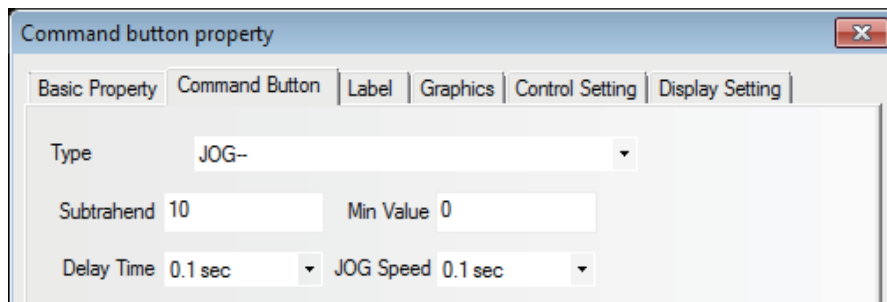 Command button property
Basic Property Command Button Label Graphics Control Setting Display Setting
Type JOG--
Subtrahend 10 Min Value 0
Delay Time 0.1 sec JOG Speed 0.1 sec